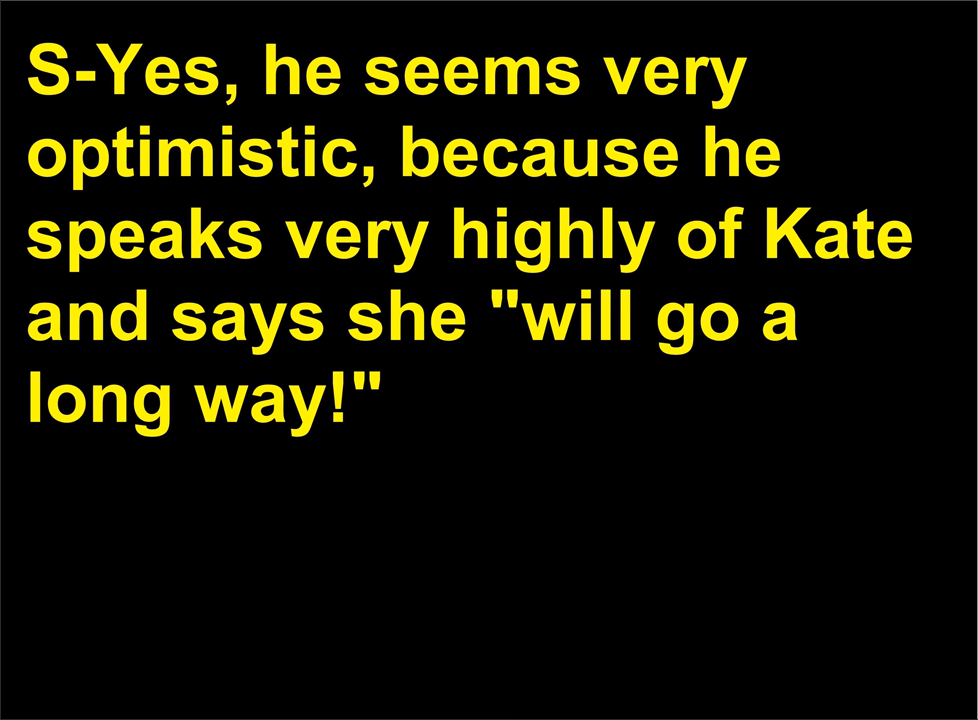 S-Yes, he seems very
optimistic, because he
speaks very highly of Kate
and says she "will go a
long way!"